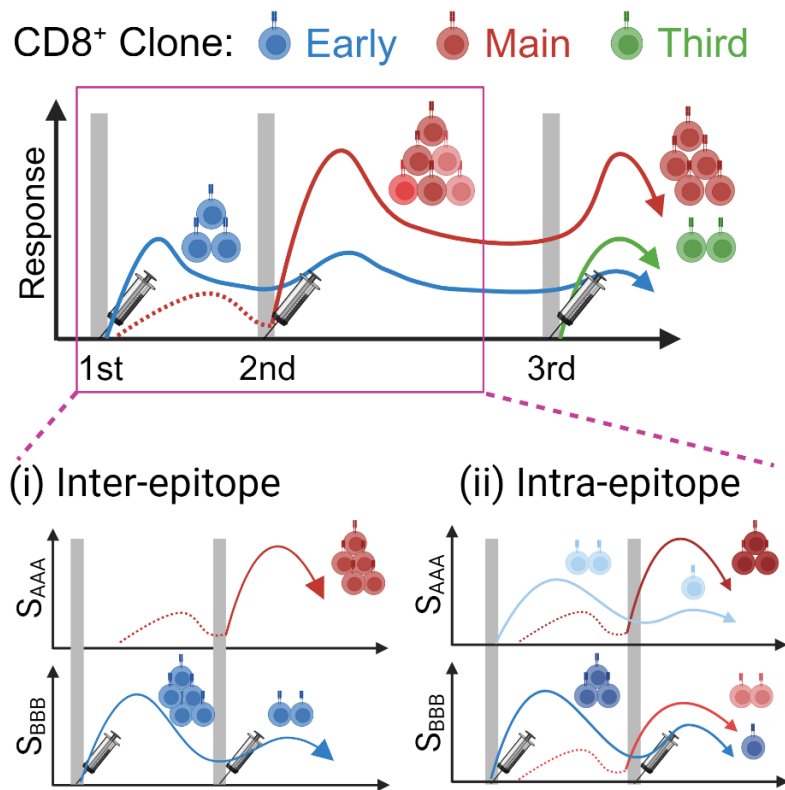 CD8⁺ Clone: Early Main Third
Response
1st 2nd 3rd
(i) Inter-epitope (ii) Intra-epitope
S_AAA S_AAA
S_BBB S_BBB